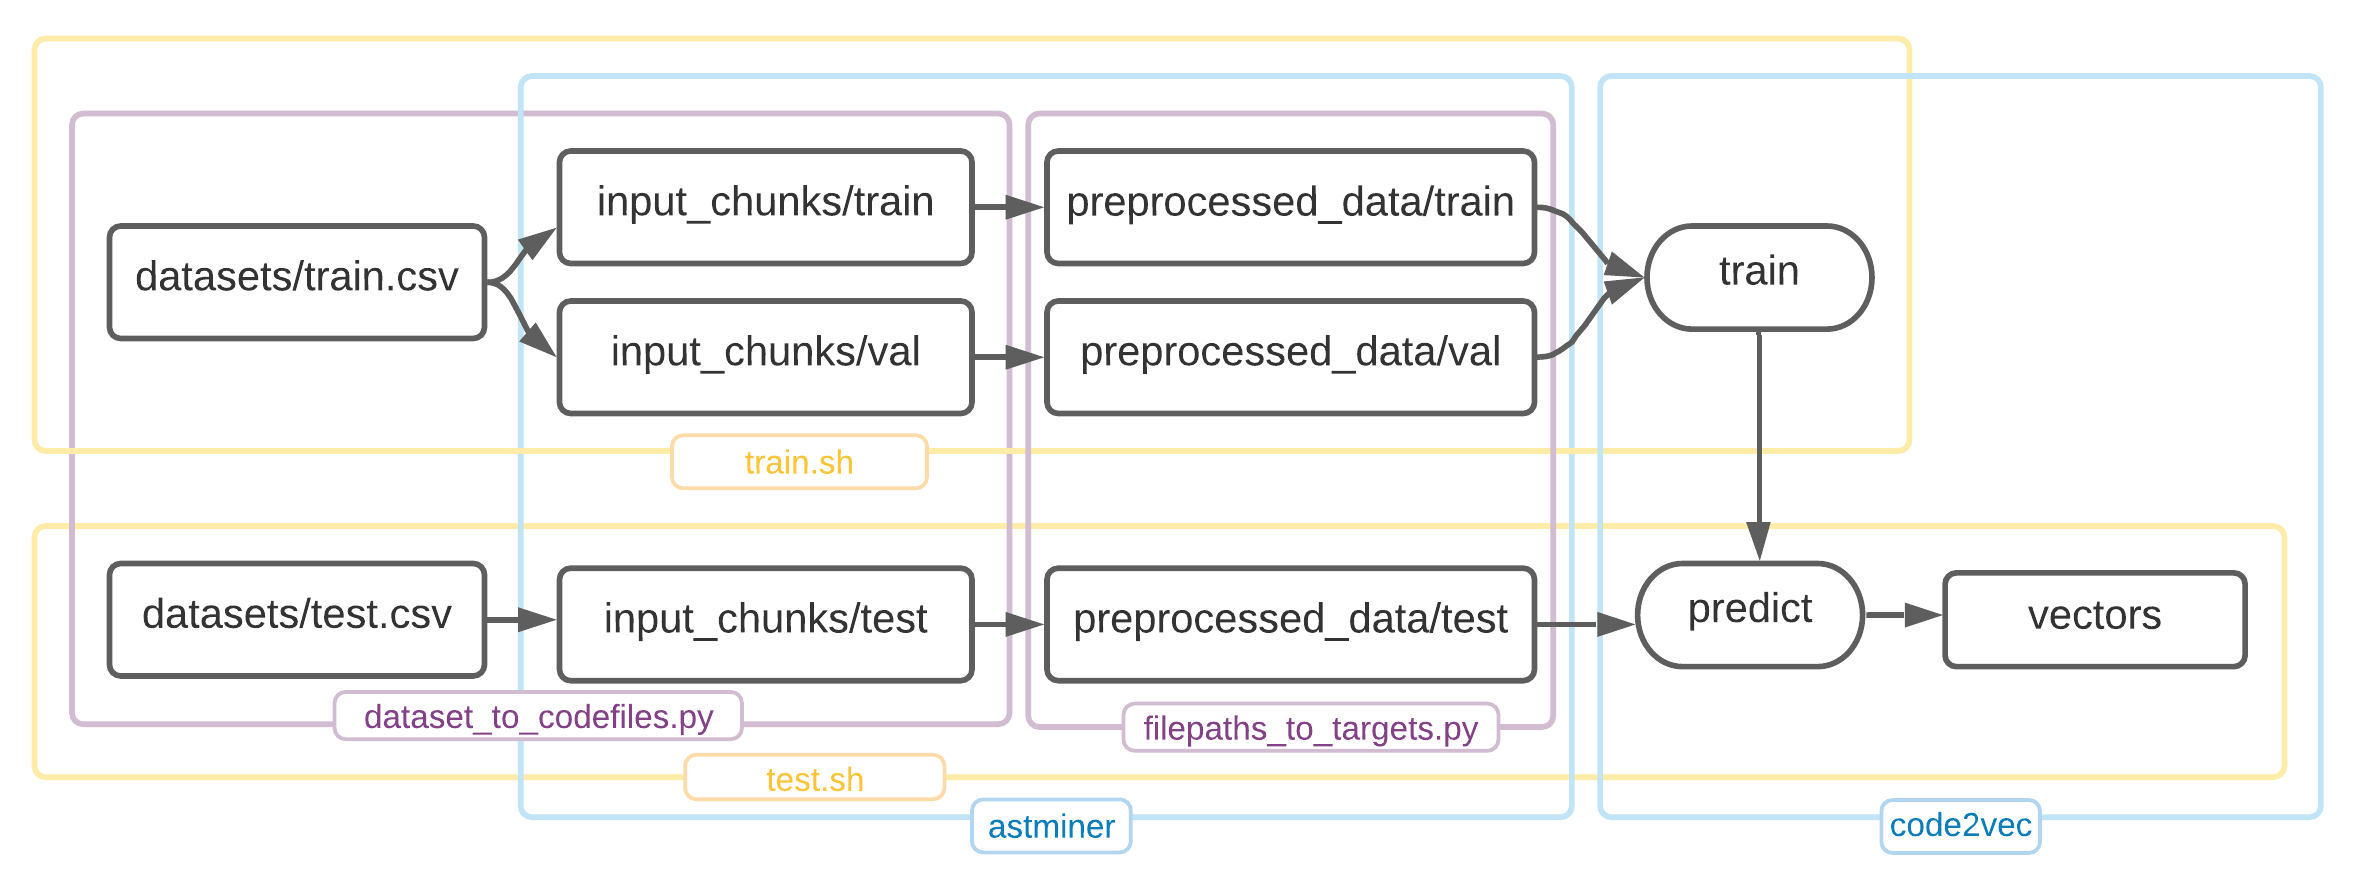 input_chunks/train
preprocessed_data/train
datasets/train.csv
train
input_chunks/val
preprocessed_data/val
train.sh
datasets/test.csv
input_chunks/test
preprocessed_data/test
predict
vectors
dataset_to_codefiles.py
filepaths_to_targets.py
test.sh
astminer
code2vec